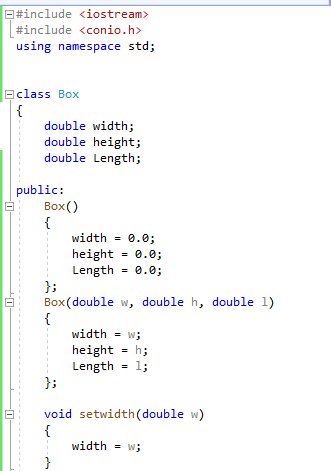 #include <iostream>
#include <conio.h>
using namespace std;
class Box
{
double width;
double height;
double Length;
public:
Box()
{
width = 0.0;
height = 0.0;
Length = 0.0;
};
Box(double w, double h, double l)
{
width = w;
height = h;
Length = l;
};
void setwidth(double w)
{
width = w;
}